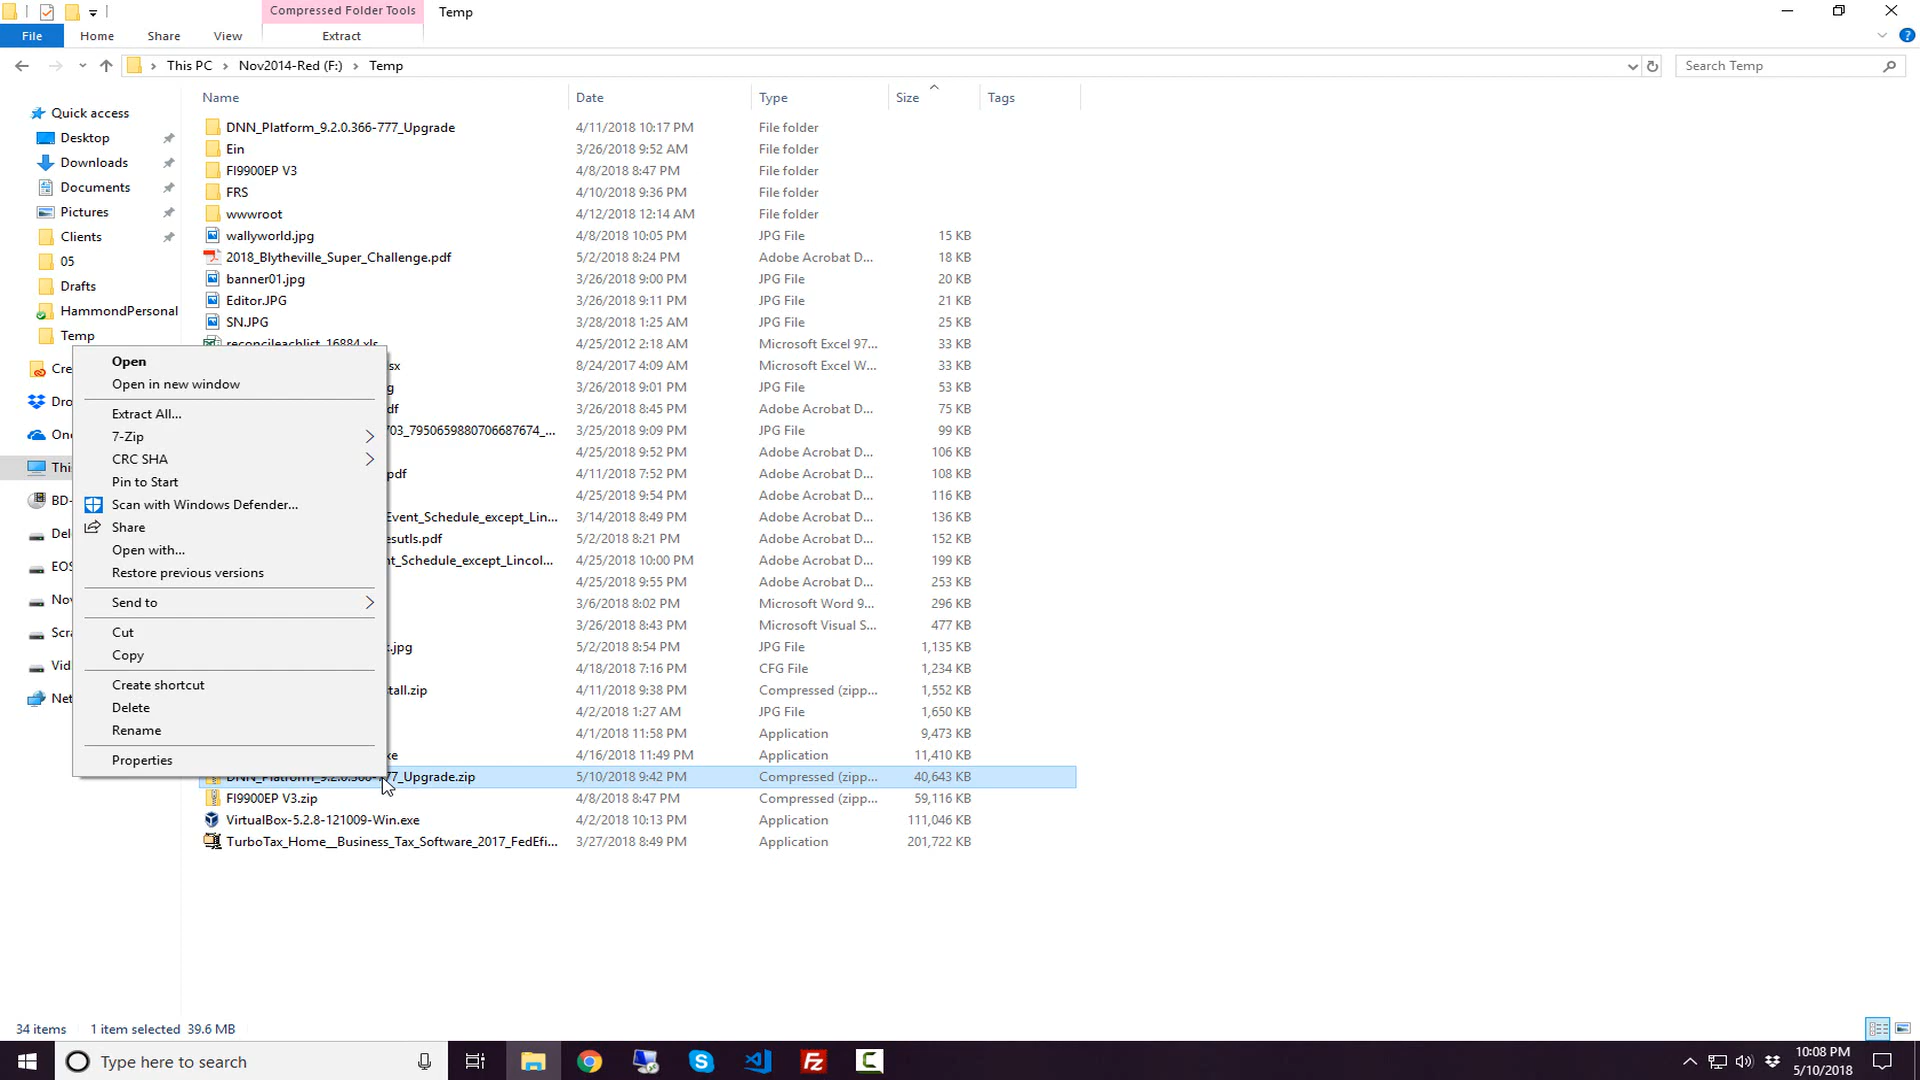 Compressed Folder Tools
Temp
File
Home
Share
View
Extract
This PC
Nov2014-Red (F:)
Temp
Search Temp
Name
Date
Type
Size
Tags
Quick access
Desktop
Downloads
Documents
Pictures
Clients
05
Drafts
HammondPersonal
Temp
Cre
Dro
On
This
BD-
Del
EOS
Nov
Scra
Vid
Net
DNN_Platform_9.2.0.366-777_Upgrade 4/11/2018 10:17 PM File folder
Ein 3/26/2018 9:52 AM File folder
FI9900EP V3 4/8/2018 8:47 PM File folder
FRS 4/10/2018 9:36 PM File folder
wwwroot 4/12/2018 12:14 AM File folder
wallyworld.jpg 4/8/2018 10:05 PM JPG File 15 KB
2018_Blytheville_Super_Challenge.pdf 5/2/2018 8:24 PM Adobe Acrobat D... 18 KB
banner01.jpg 3/26/2018 9:00 PM JPG File 20 KB
Editor.JPG 3/26/2018 9:11 PM JPG File 21 KB
SN.JPG 3/28/2018 1:25 AM JPG File 25 KB
reconcileachlist_16884.xls 4/25/2012 2:18 AM Microsoft Excel 97... 33 KB
sx 8/24/2017 4:09 AM Microsoft Excel W... 33 KB
g 3/26/2018 9:01 PM JPG File 53 KB
df 3/26/2018 8:45 PM Adobe Acrobat D... 75 KB
03_7950659880706687674_... 3/25/2018 9:09 PM JPG File 99 KB
4/25/2018 9:52 PM Adobe Acrobat D... 106 KB
pdf 4/11/2018 7:52 PM Adobe Acrobat D... 108 KB
4/25/2018 9:54 PM Adobe Acrobat D... 116 KB
Event_Schedule_except_Lin... 3/14/2018 8:49 PM Adobe Acrobat D... 136 KB
esutls.pdf 5/2/2018 8:21 PM Adobe Acrobat D... 152 KB
nt_Schedule_except_Lincol... 4/25/2018 10:00 PM Adobe Acrobat D... 199 KB
4/25/2018 9:55 PM Adobe Acrobat D... 253 KB
3/6/2018 8:02 PM Microsoft Word 9... 296 KB
3/26/2018 8:43 PM Microsoft Visual S... 477 KB
.jpg 5/2/2018 8:54 PM JPG File 1,135 KB
4/18/2018 7:16 PM CFG File 1,234 KB
tall.zip 4/11/2018 9:38 PM Compressed (zipp... 1,552 KB
4/2/2018 1:27 AM JPG File 1,650 KB
4/1/2018 11:58 PM Application 9,473 KB
xe 4/16/2018 11:49 PM Application 11,410 KB
DNN_Platform_9.2.0.366-777_Upgrade.zip 5/10/2018 9:42 PM Compressed (zipp... 40,643 KB
FI9900EP V3.zip 4/8/2018 8:47 PM Compressed (zipp... 59,116 KB
VirtualBox-5.2.8-121009-Win.exe 4/2/2018 10:13 PM Application 111,046 KB
TurboTax_Home__Business_Tax_Software_2017_FedEfi... 3/27/2018 8:49 PM Application 201,722 KB
Open
Open in new window
Extract All...
7-Zip
CRC SHA
Pin to Start
Scan with Windows Defender...
Share
Open with...
Restore previous versions
Send to
Cut
Copy
Create shortcut
Delete
Rename
Properties
34 items 1 item selected 39.6 MB
Type here to search
10:08 PM
5/10/2018